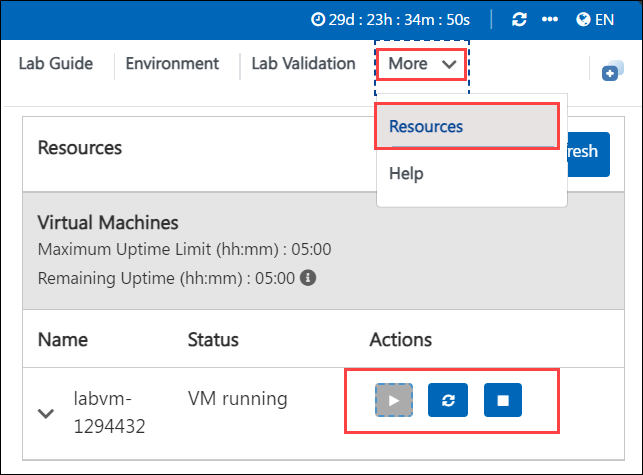 29d : 23h : 34m : 50s EN
Lab Guide Environment Lab Validation More
Resources
Help
Resources
resh
Virtual Machines
Maximum Uptime Limit (hh:mm) : 05:00
Remaining Uptime (hh:mm) : 05:00
Name Status Actions
labvm-
1294432
VM running